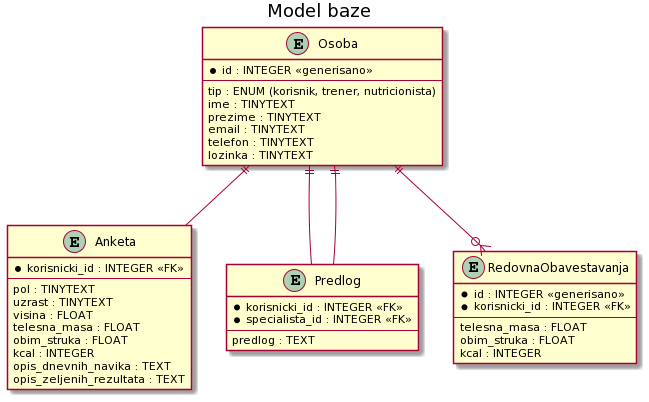 Model baze
E Osoba
id : INTEGER «generisano»
tip : ENUM (korisnik, trener, nutricionista)
ime : TINYTEXT
prezime : TINYTEXT
email : TINYTEXT
telefon : TINYTEXT
lozinka : TINYTEXT
E Anketa
korisnicki_id : INTEGER «FK»
pol : TINYTEXT
uzrast : TINYTEXT
visina : FLOAT
telesna_masa : FLOAT
obim_struka : FLOAT
kcal : INTEGER
opis_dnevnih_navika : TEXT
opis_zeljenih_rezultata : TEXT
E Predlog
korisnicki_id : INTEGER «FK»
specialista_id : INTEGER «FK»
predlog : TEXT
E RedovnaObavestavanja
id : INTEGER «generisano»
korisnicki_id : INTEGER «FK»
telesna_masa : FLOAT
obim_struka : FLOAT
kcal : INTEGER